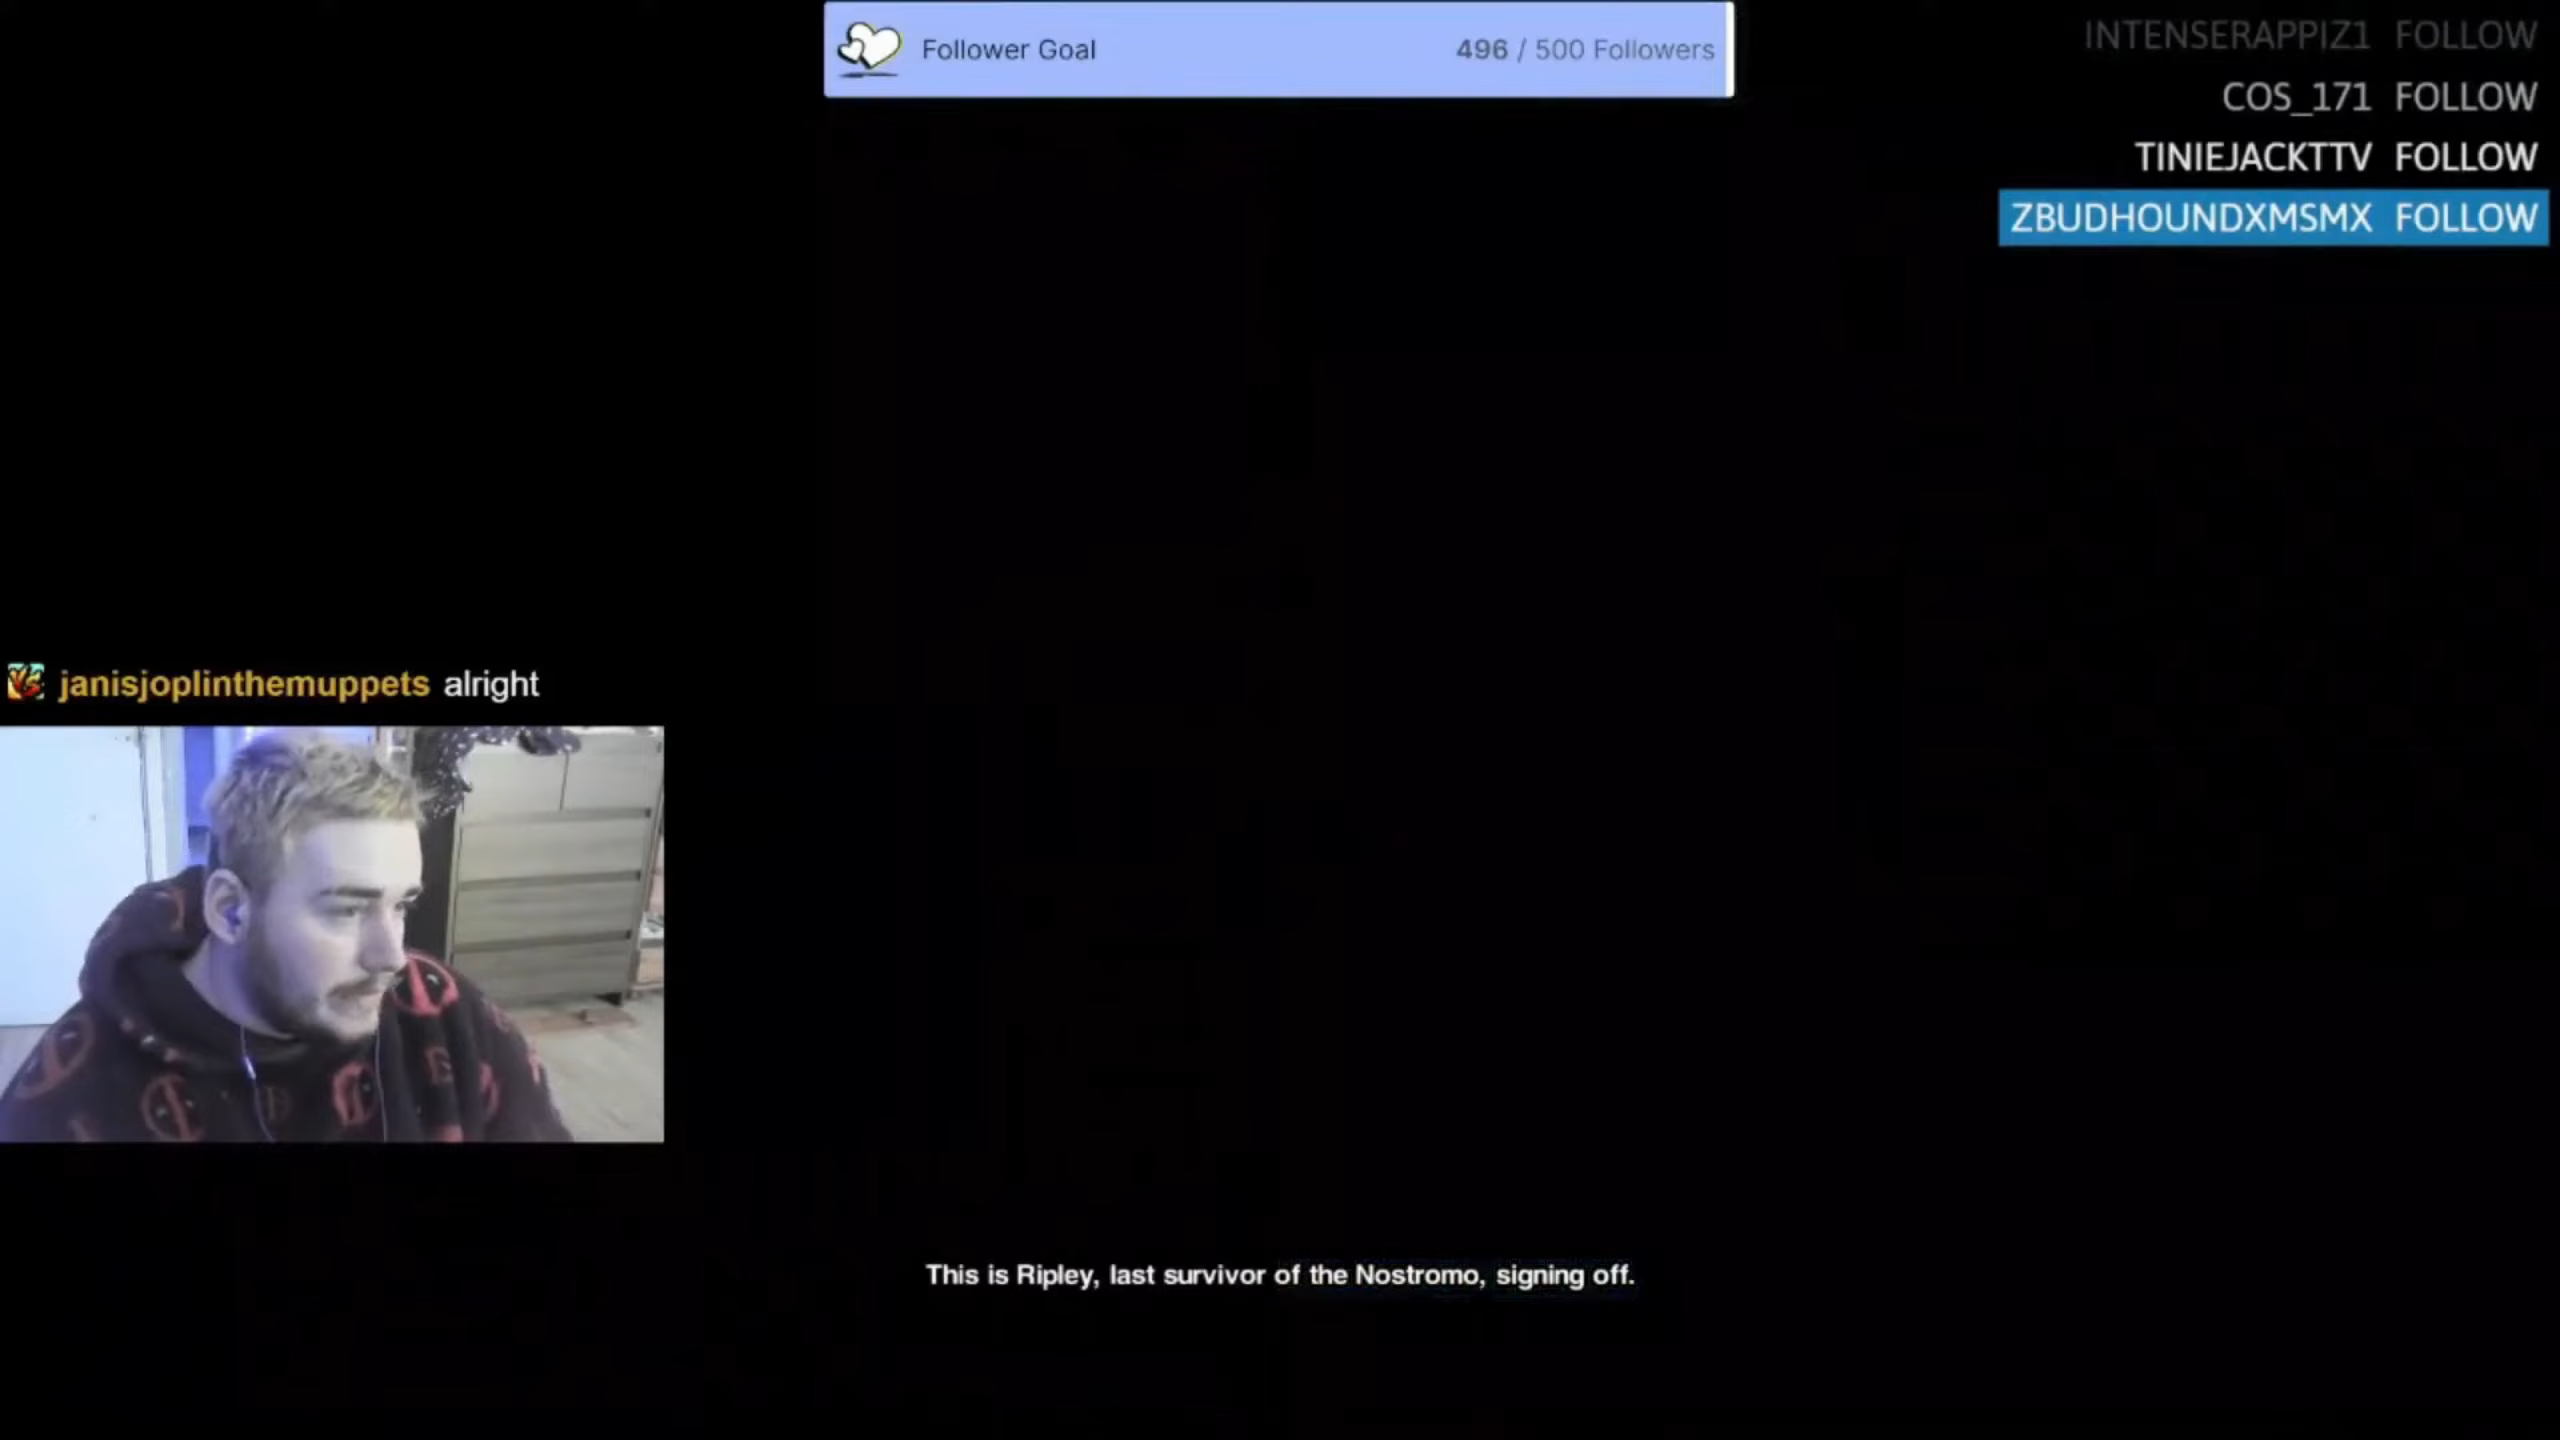 Follower Goal 496 / 500 Followers
INTENSERAPPIZ1 FOLLOW
COS_171 FOLLOW
TINIEJACKTTV FOLLOW
ZBUDHOUNDXMSMX FOLLOW
janisjoplinthemuppets alright
This is Ripley, last survivor of the Nostromo, signing off.